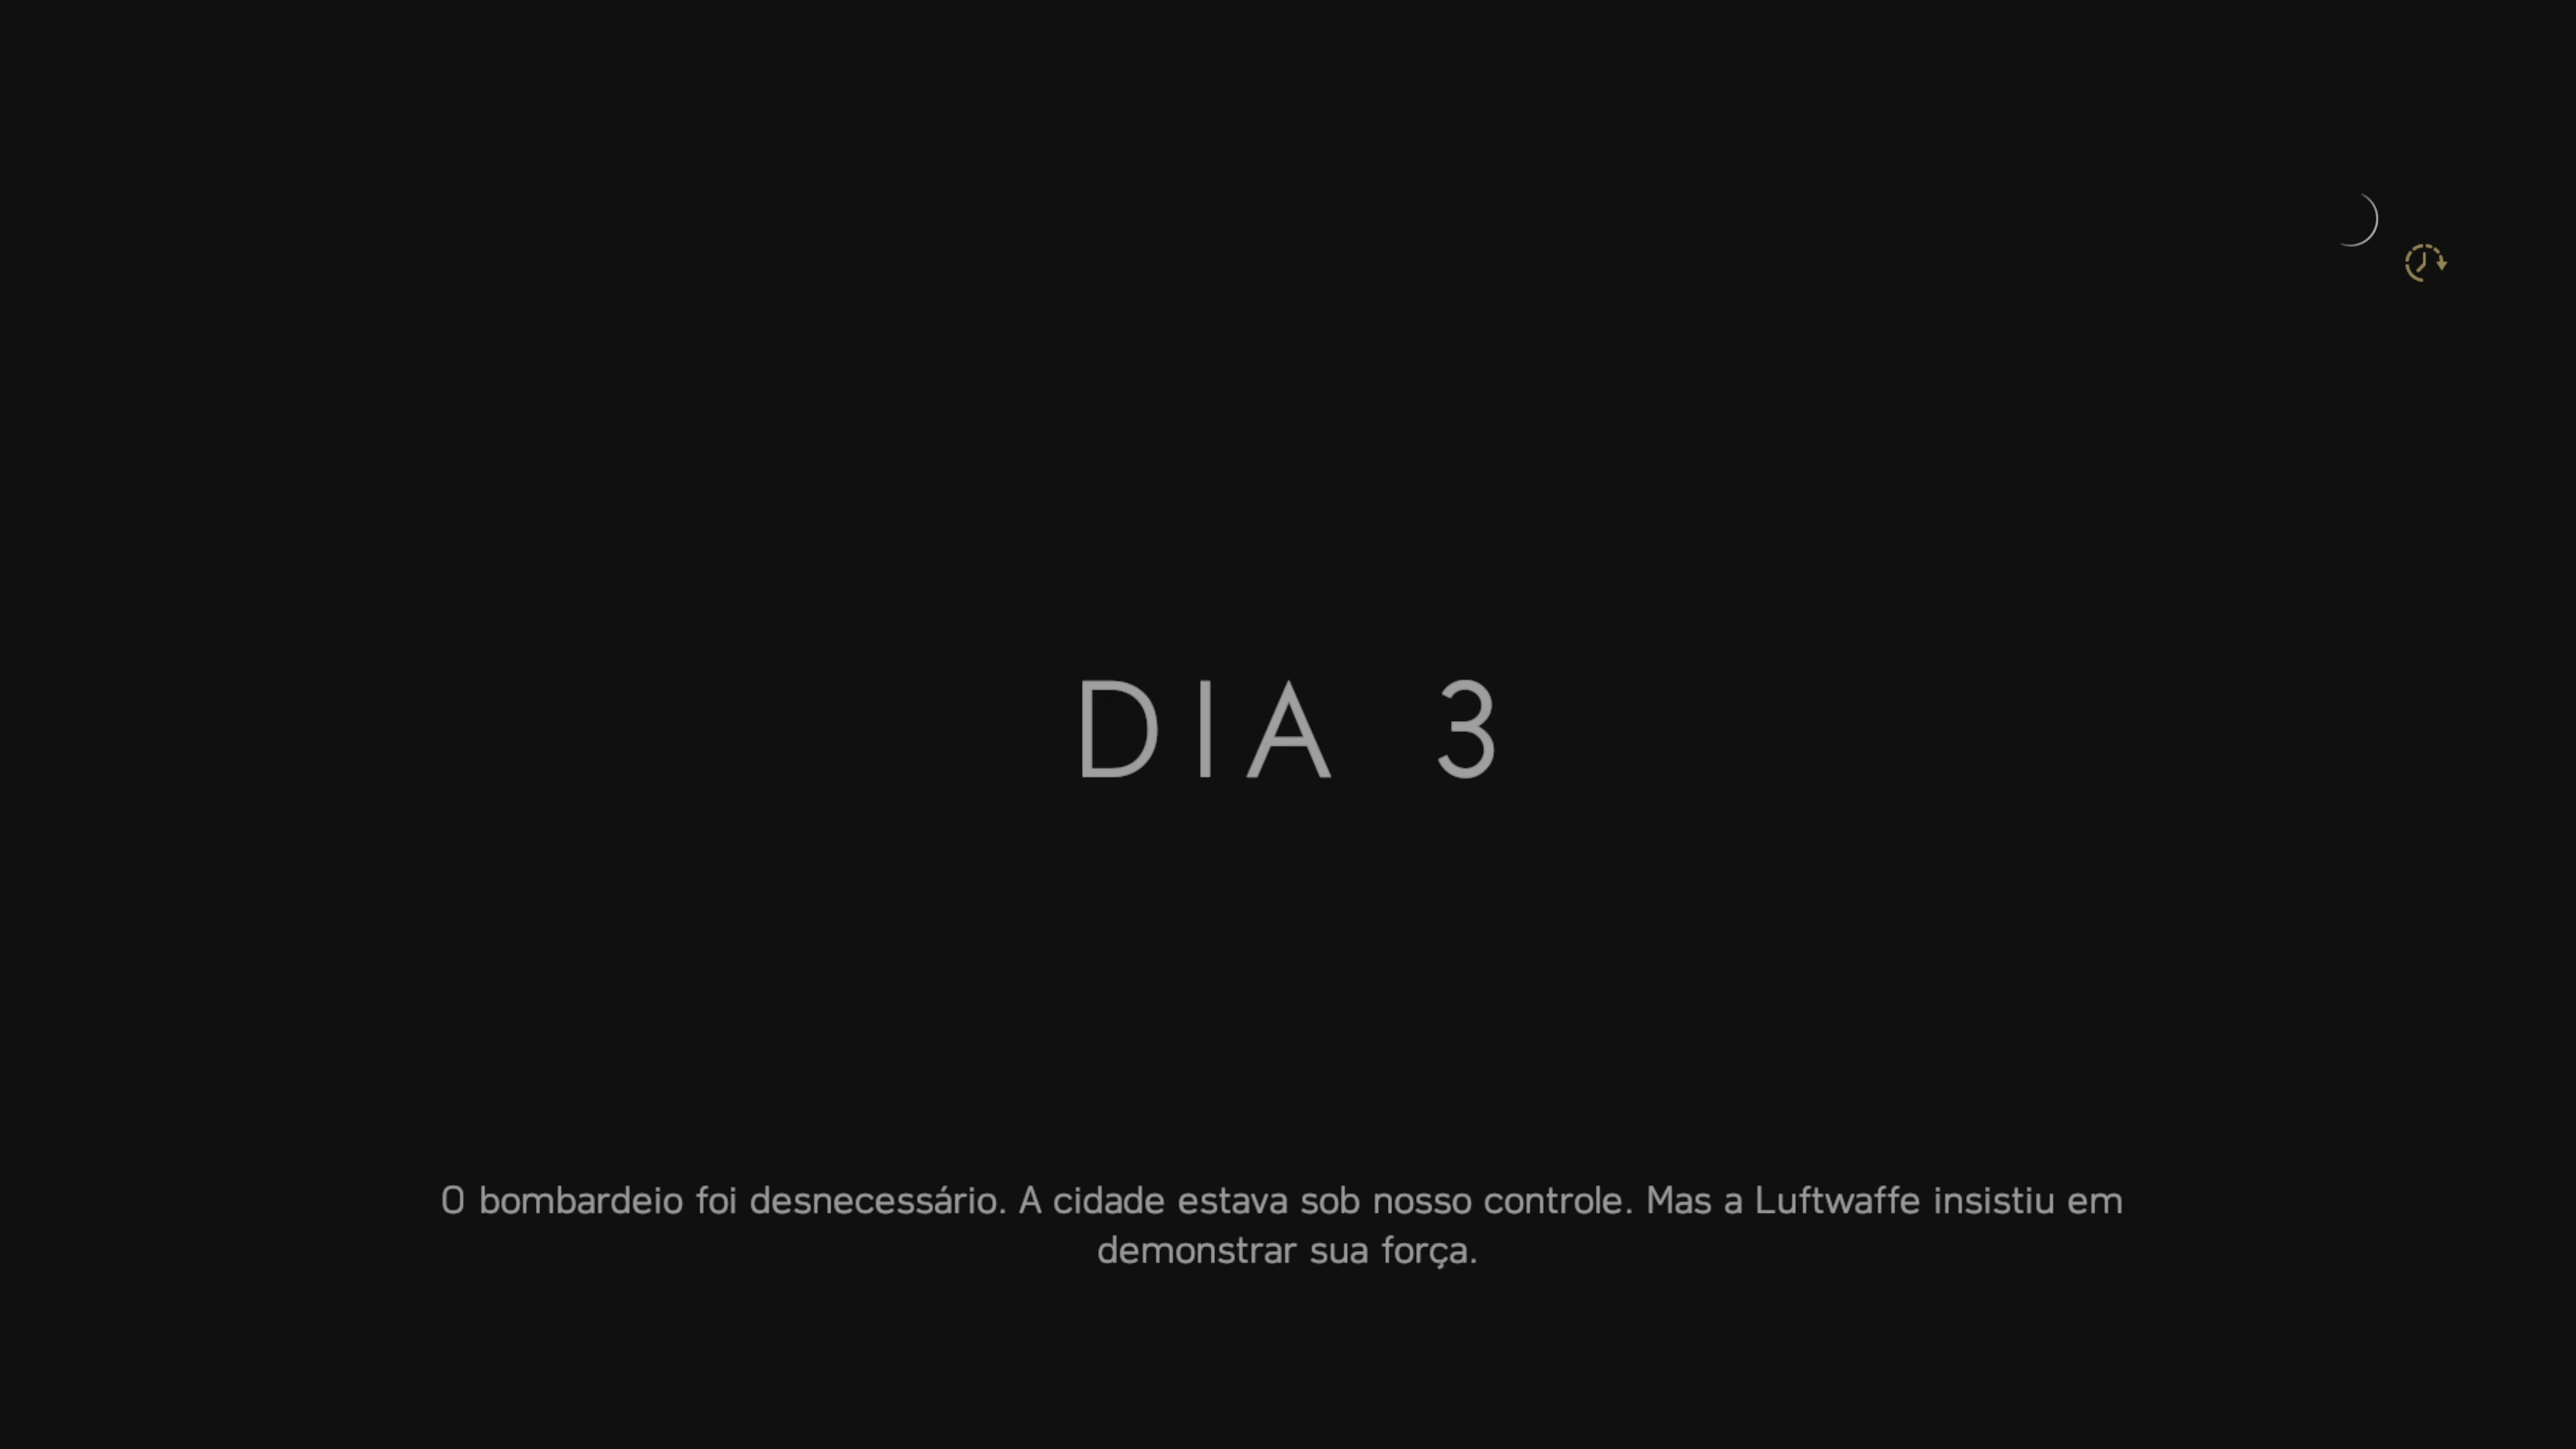 DIA 3
O bombardeio foi desnecessário. A cidade estava sob nosso controle. Mas a Luftwaffe insistiu em
demonstrar sua força.